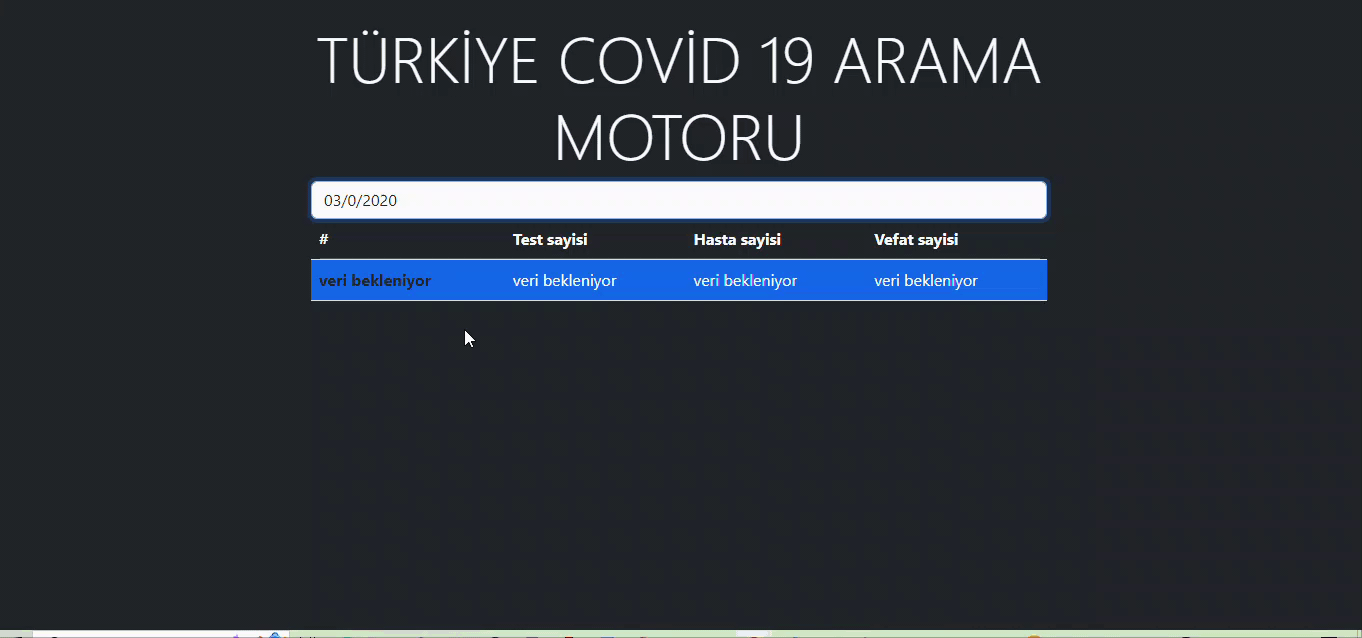 TÜRKİYE COVİD 19 ARAMA
MOTORU
03/0/2020
# Test sayisi Hasta sayisi Vefat sayisi
veri bekleniyor veri bekleniyor veri bekleniyor veri bekleniyor